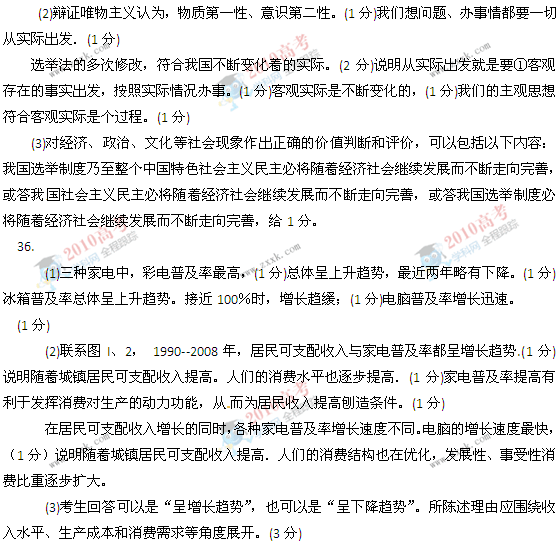 (2)辩证唯物主义认为，物质第一性、意识第二性。(1分)我们想问题、办事情都要一切
从实际出发．(1分)
选举法的多次修改，符合我国不断变化着的实际。(2 分)说明从实际出发就是要①客观
存在的事实出发，按照实际情况办事。(1分)客观实际是不断变化的，(1分)我们的主观思想
符合客观实际是个过程。(1分)
(3)对经济、政治、文化等社会现象作出正确的价值判断和评价，可以包括以下内容：
我国选举制度乃至整个中国特色社会主义民主必将随着经济社会继续发展而不断走向完善，
或答我国社会主义民主必将随着经济社会继续发展而不断走向完善，或答我国选举制度必
将随着经济社会继续发展而不断走向完善，给 1分。
36.
(1)三种家电中，彩电普及率最高，(1分)总体呈上升趋势，最近两年略有下降。(1分)
冰箱普及率总体呈上升趋势。接近 100％时，增长趋缓；(1分)电脑普及率增长迅速。
(1分)
(2)联系图 I、2， 1990--2008 年，居民可支配收入与家电普及率都呈增长趋势.(1分)
说明随着城镇居民可支配收入提高．人们的消费水平也逐步提高．(1 分)家电普及率提高有
利于发挥消费对生产的动力功能，从.而为居民收入提高创造条件。(1分)
在居民可支配收入增长的同时，各种家电普及率增长速度不同。电脑的增长速度最快，
（1 分）说明随着城镇居民可支配收入提高．人们的消费结构也在优化，发展性、事受性消
费比重逐步扩大。
(3)考生回答可以是“呈增长趋势”，也可以是“呈下降趋势”。所陈述理由应围绕收
入水平、生产成本和消费需求等角度展开。(3分)